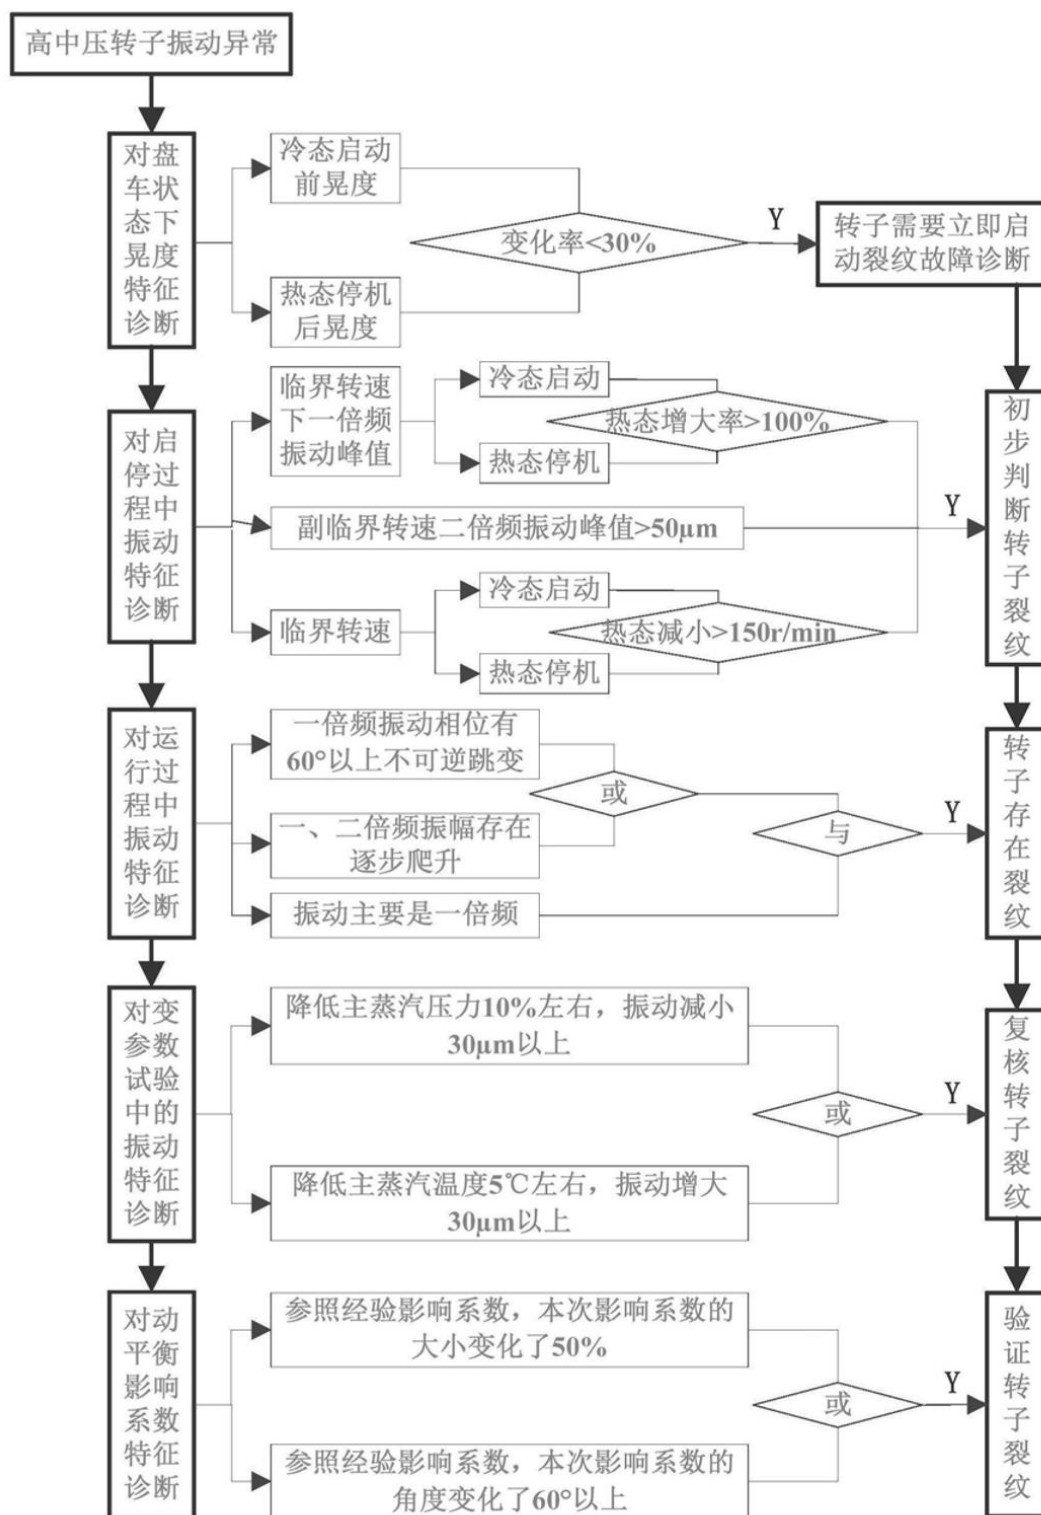 高中压转子振动异常
对盘
车状
态下
晃度
特征
诊断
冷态启动
前晃度
热态停机
后晃度
变化率<30%
Y
转子需要立即启
动裂纹故障诊断
对启
停过
程中
振动
特征
诊断
临界转速
下一倍频
振动峰值
冷态启动
热态停机
热态增大率>100%
副临界转速二倍频振动峰值>50μm
临界转速
冷态启动
热态停机
热态减小>150r/min
Y
初
步
判
断
转
子
裂
纹
对运
行过
程中
振动
特征
诊断
一倍频振动相位有
60°以上不可逆跳变
一、二倍频振幅存在
逐步爬升
振动主要是一倍频
或
与
Y
转
子
存
在
裂
纹
对变
参数
试验
中的
振动
特征
诊断
降低主蒸汽压力10%左右，振动减小
30μm以上
降低主蒸汽温度5℃左右，振动增大
30μm以上
或
Y
复
核
转
子
裂
纹
对动
平衡
影响
系数
特征
诊断
参照经验影响系数，本次影响系数的
大小变化了50%
参照经验影响系数，本次影响系数的
角度变化了60°以上
或
Y
验
证
转
子
裂
纹